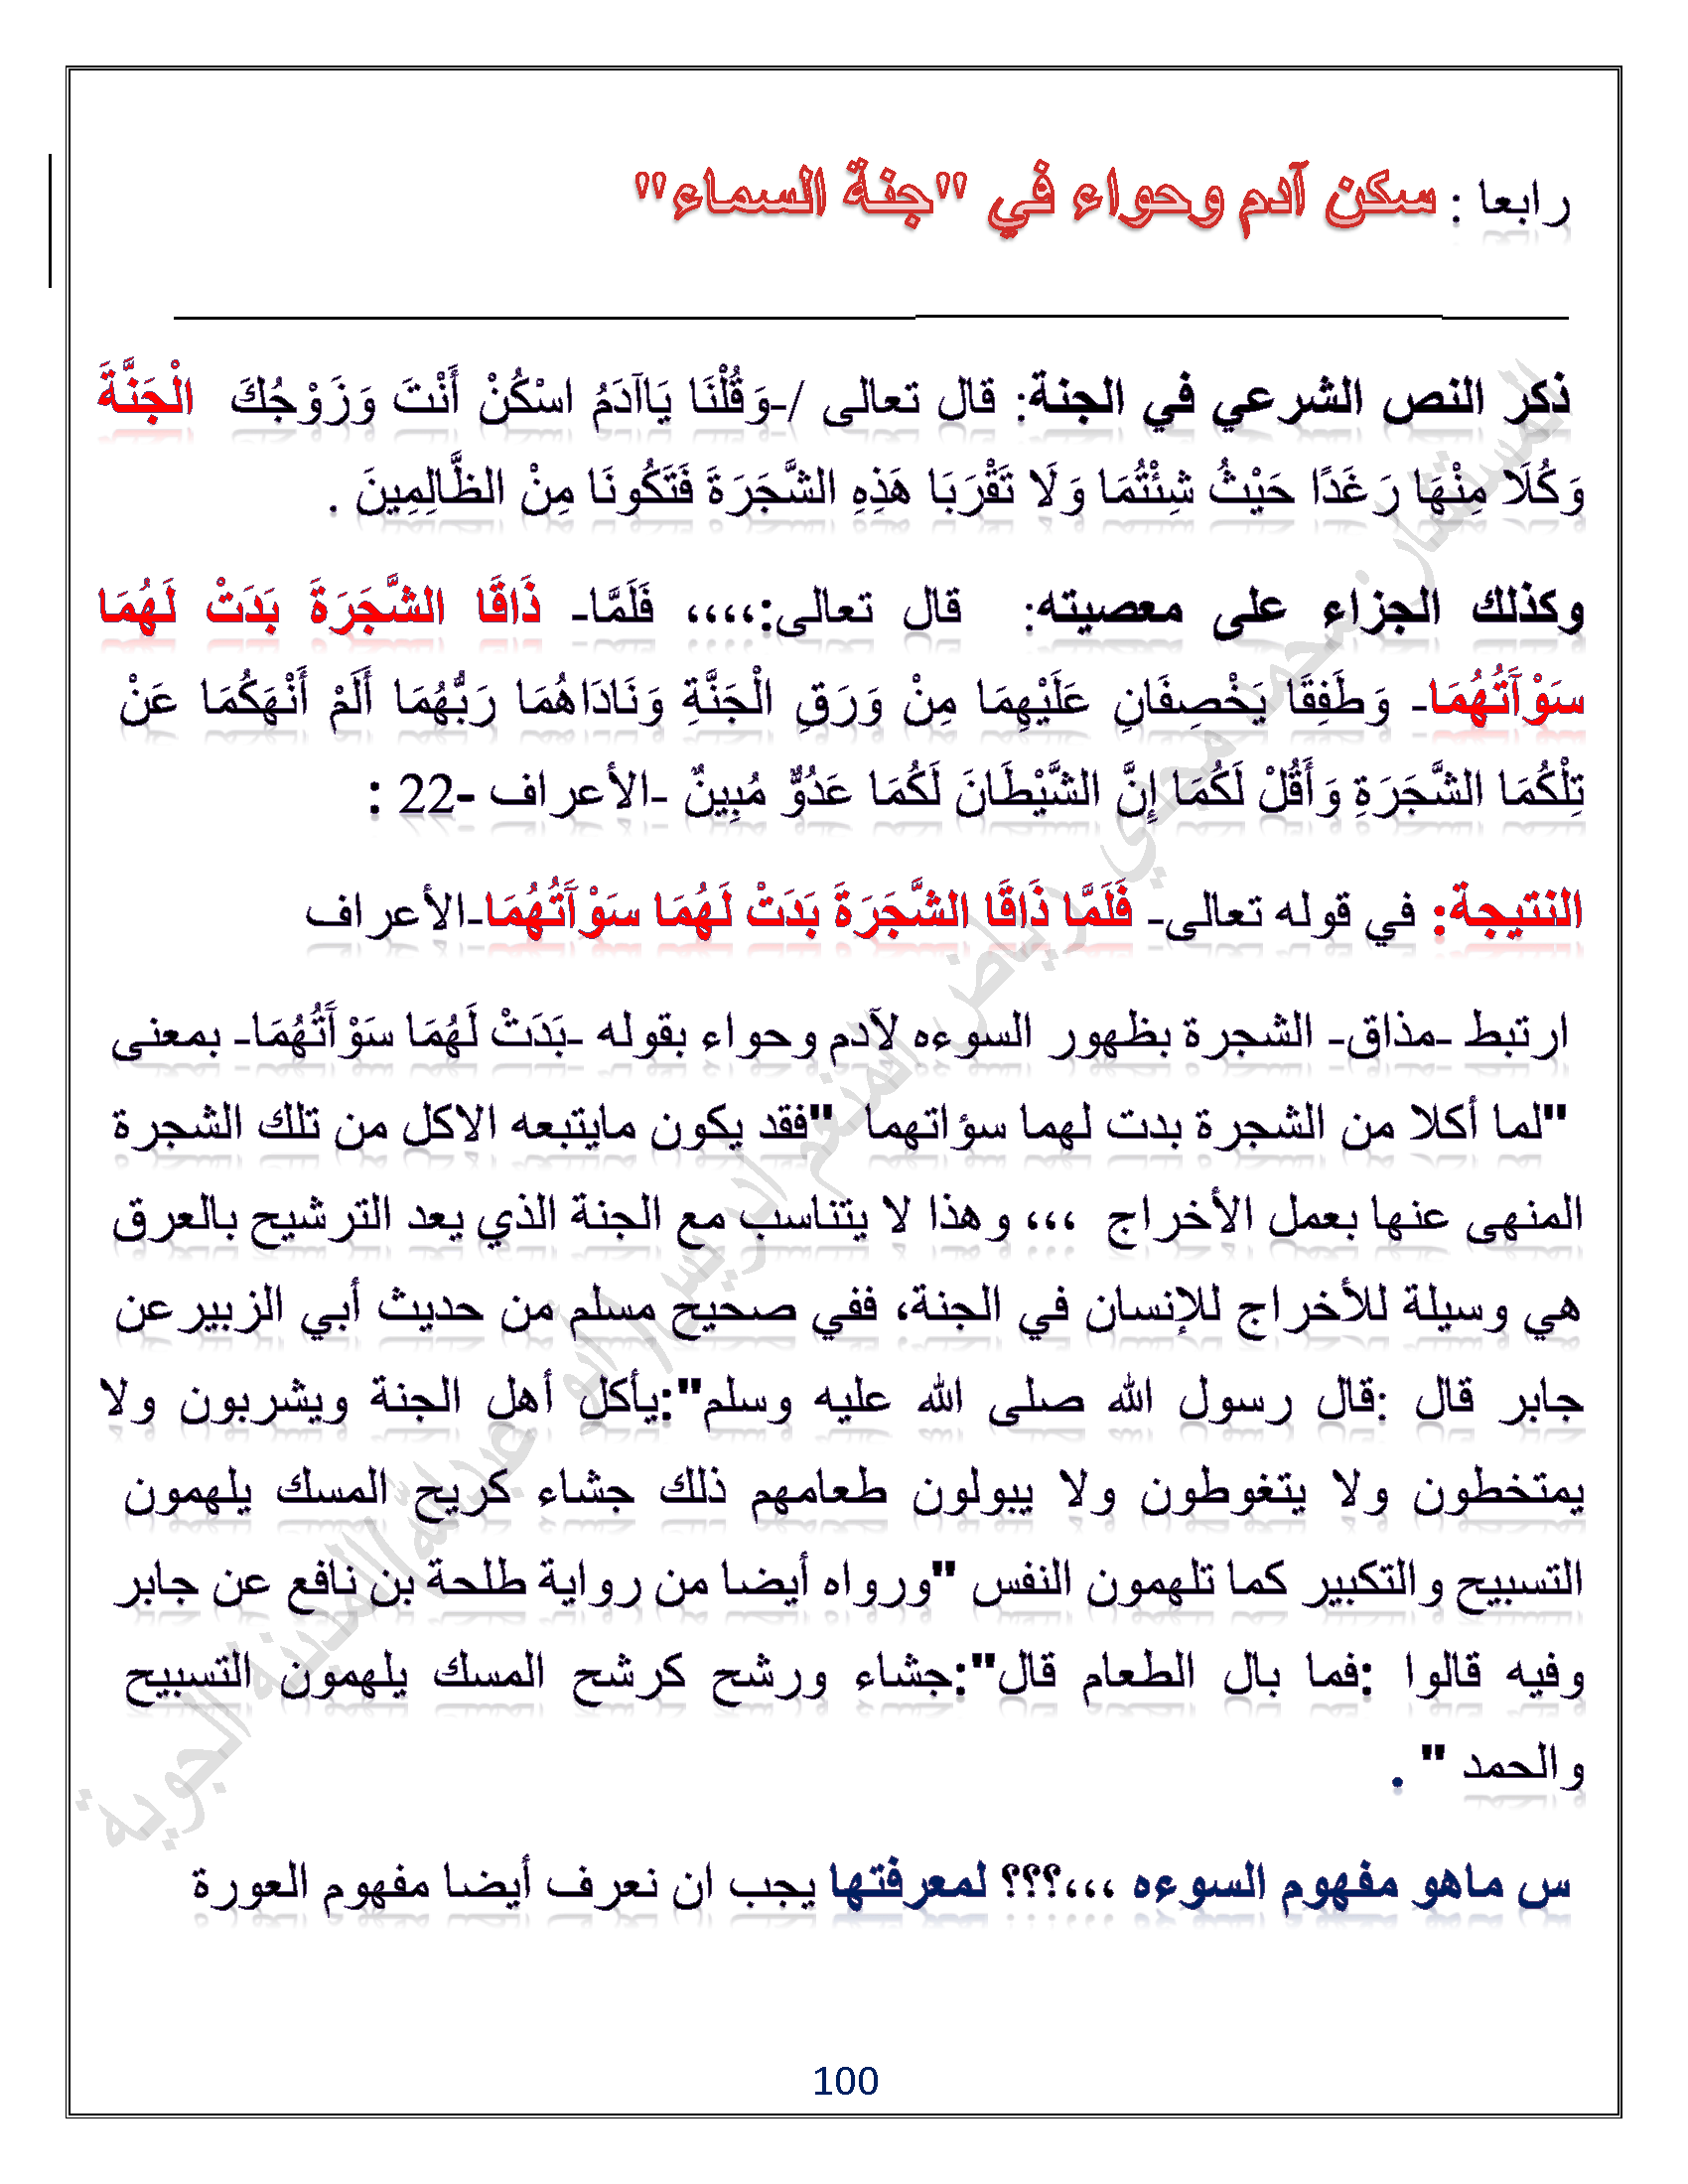 رابعا : سكن آدم وحواء في "جنة السماء"
ذكر النص الشرعي في الجنة: قال تعالى /-وَقُلْنَا يَاآدَمُ اسْكُنْ أَنْتَ وَزَوْجُكَ الْجَنَّةَ
وَكُلَا مِنْهَا رَغَدًا حَيْثُ شِئْتُمَا وَلَا تَقْرَبَا هَذِهِ الشَّجَرَةَ فَتَكُونَا مِنْ الظَّالِمِينَ .
وكذلك الجزاء على معصيته: قال تعالى:،،،، فَلَمَّا- ذَاقَا الشَّجَرَةَ بَدَتْ لَهُمَا
سَوْآتُهُمَا- وَطَفِقَا يَخْصِفَانِ عَلَيْهِمَا مِنْ وَرَقِ الْجَنَّةِ وَنَادَاهُمَا رَبُّهُمَا أَلَمْ أَنْهَكُمَا عَنْ
تِلْكُمَا الشَّجَرَةِ وَأَقُلْ لَكُمَا إِنَّ الشَّيْطَانَ لَكُمَا عَدُوٌّ مُبِينٌ -الأعراف -22 :
النتيجة: في قوله تعالى- فَلَمَّا ذَاقَا الشَّجَرَةَ بَدَتْ لَهُمَا سَوْآتُهُمَا-الأعراف
ارتبط -مذاق- الشجرة بظهور السوءه لآدم وحواء بقوله -بَدَتْ لَهُمَا سَوْآتُهُمَا- بمعنى
"لما أكلا من الشجرة بدت لهما سؤاتهما "فقد يكون مايتبعه الاكل من تلك الشجرة
المنهى عنها بعمل الأخراج ،،، وهذا لا يتناسب مع الجنة الذي يعد الترشيح بالعرق
هي وسيلة للأخراج للإنسان في الجنة، ففي صحيح مسلم من حديث أبي الزبيرعن
جابر قال :قال رسول الله صلى الله عليه وسلم":يأكل أهل الجنة ويشربون ولا
يمتخطون ولا يتغوطون ولا يبولون طعامهم ذلك جشاء كريح المسك يلهمون
التسبيح والتكبير كما تلهمون النفس "ورواه أيضا من رواية طلحة بن نافع عن جابر
وفيه قالوا :فما بال الطعام قال":جشاء ورشح كرشح المسك يلهمون التسبيح
والحمد " .
س ماهو مفهوم السوءه ،،،؟؟؟ لمعرفتها يجب ان نعرف أيضا مفهوم العورة
100